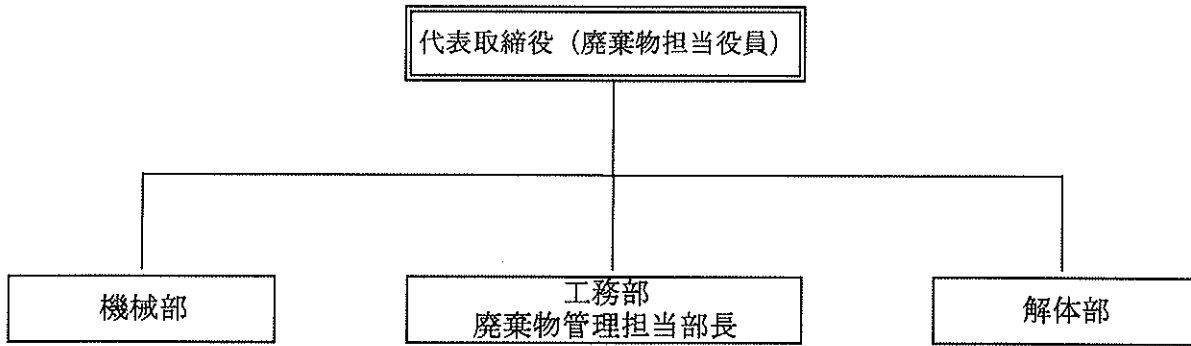 代表取締役（廃棄物担当役員）
機械部
工務部
廃棄物管理担当部長
解体部